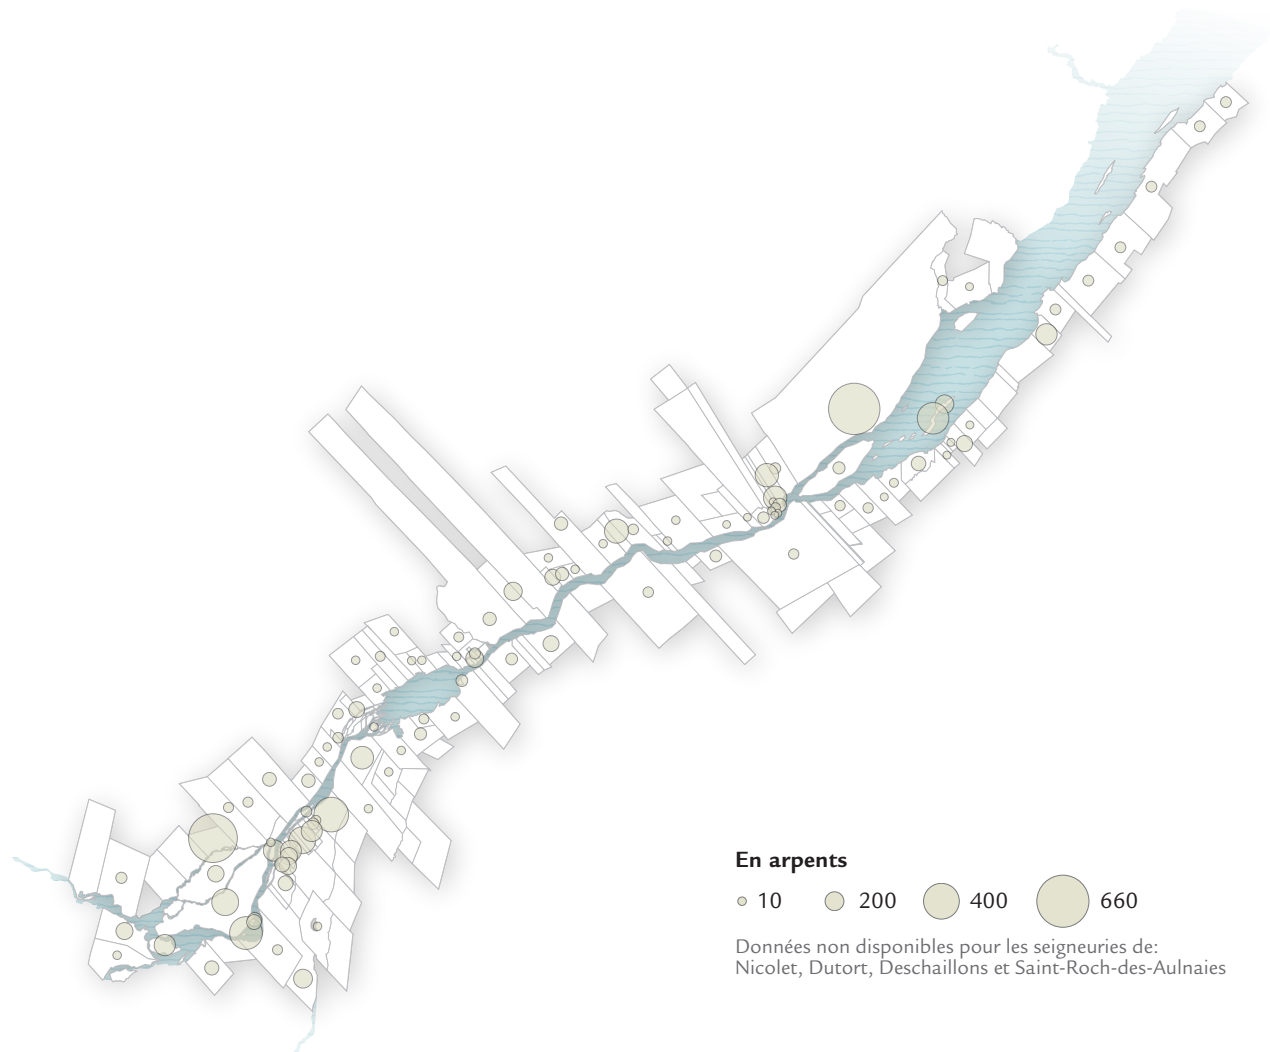 En arpents
10 200 400 660
Données non disponibles pour les seigneuries de:
Nicolet, Dutort, Deschaillons et Saint-Roch-des-Aulnaies